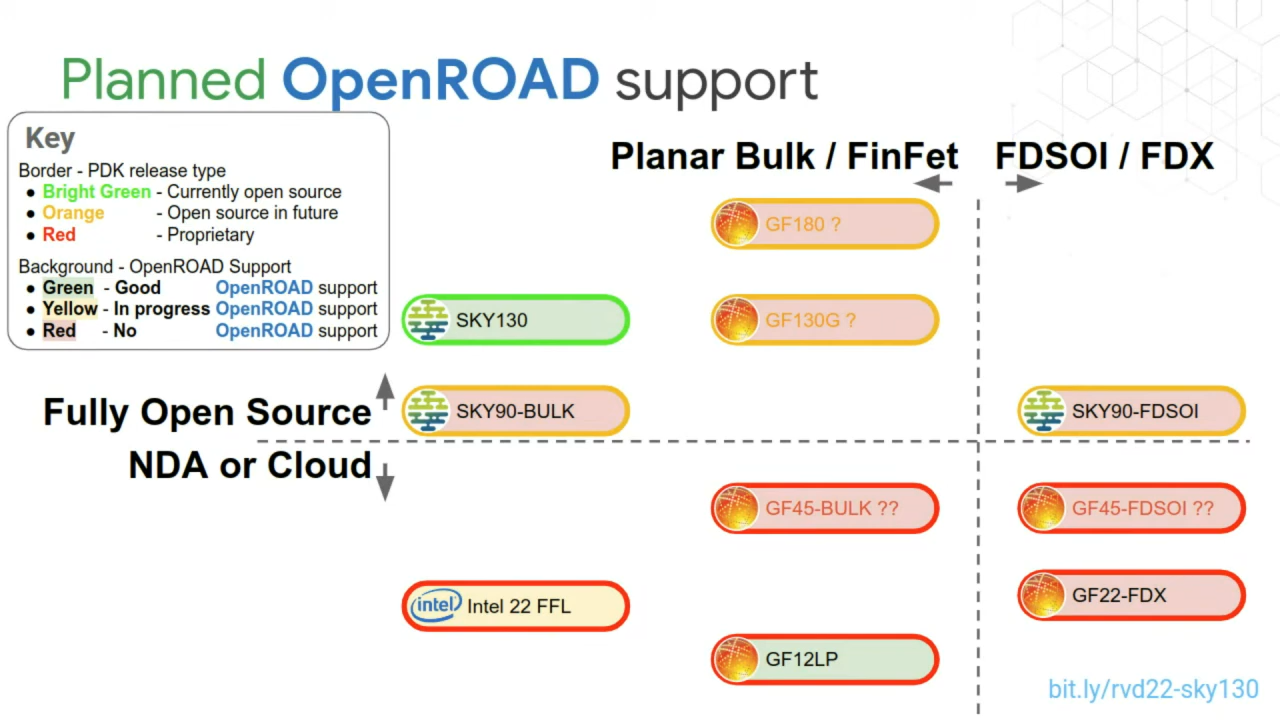 Planned OpenROAD support
Key
Border - PDK release type
● Bright Green - Currently open source
● Orange - Open source in future
● Red - Proprietary
Background - OpenROAD Support
● Green - Good OpenROAD support
● Yellow - In progress OpenROAD support
● Red - No OpenROAD support
Planar Bulk / FinFet
FDSOI / FDX
GF180 ?
SKY130
GF130G ?
Fully Open Source
SKY90-BULK
SKY90-FDSOI
NDA or Cloud
GF45-BULK ??
GF45-FDSOI ??
intel Intel 22 FFL
GF22-FDX
GF12LP
bit.ly/rvd22-sky130